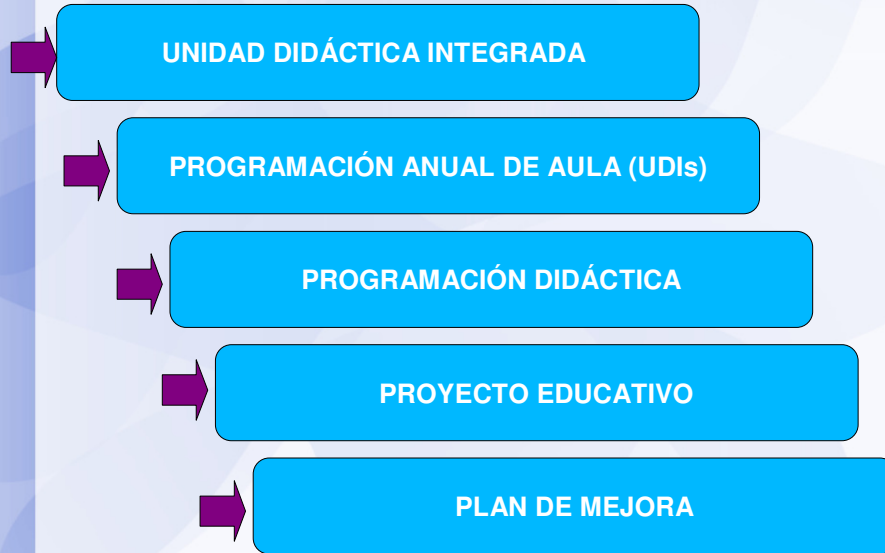 UNIDAD DIDÁCTICA INTEGRADA
PROGRAMACIÓN ANUAL DE AULA (UDIs)
PROGRAMACIÓN DIDÁCTICA
PROYECTO EDUCATIVO
PLAN DE MEJORA